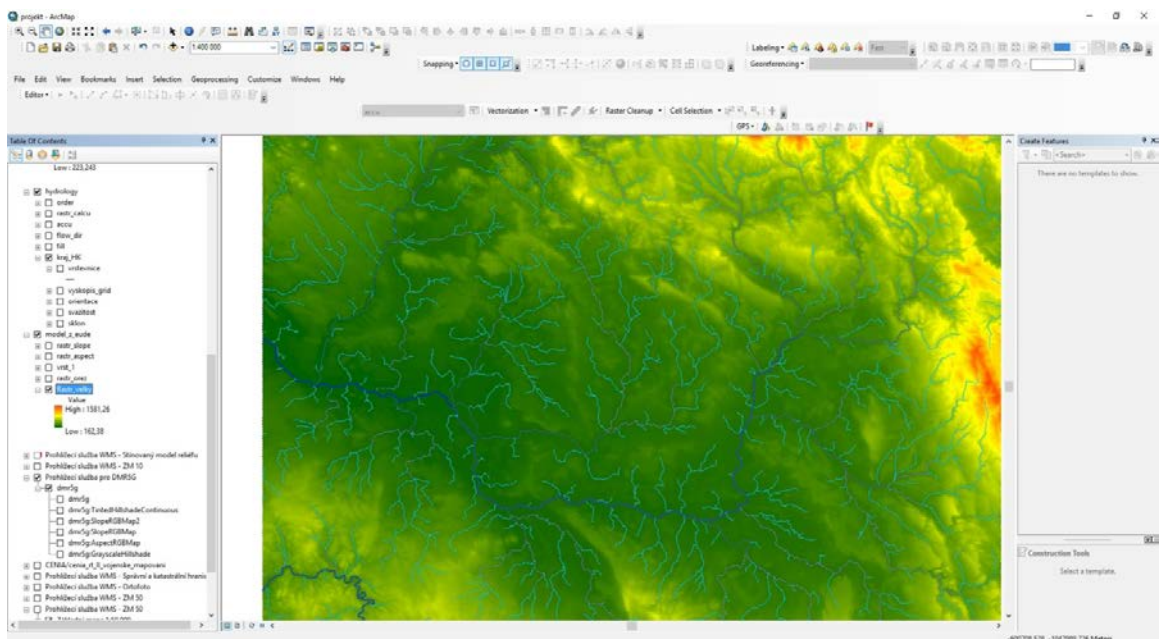 projekt - ArcMap
1:400 000
Labeling
Fast
Snapping
Georeferencing
File Edit View Bookmarks Insert Selection Geoprocessing Customize Windows Help
Editor
Vectorization
Raster Cleanup
Cell Selection
GPS
Table Of Contents
Low : 223,243
hydrology
order
rastr_calcu
accu
flow_dir
fill
kraj_HK
vrstevnice
vyskopis_grid
orientace
svazitost
sklon
model_z_eude
rastr_slope
rastr_aspect
vrst_1
rastr_orez
Rastr_velky
Value
High : 1581,26
Low : 162,38
Prohlížecí služba WMS - Stínovaný model reliéfu
Prohlížecí služba WMS - ZM 10
Prohlížecí služba pro DMR5G
dmr5g
dmr5g
dmr5g:TintedHillshadeContinuous
dmr5g:SlopeRGBMap2
dmr5g:SlopeRGBMap
dmr5g:AspectRGBMap
dmr5g:GrayscaleHillshade
CENIA/cenia_rt_II_vojenske_mapovani
Prohlížecí služba WMS - Správní a katastrální hranic
Prohlížecí služba WMS - Ortofoto
Prohlížecí služba WMS - ZM 50
Prohlížecí služba WMS - ZM 50
Create Features
<Search>
There are no templates to show.
Construction Tools
Select a template.
Meters